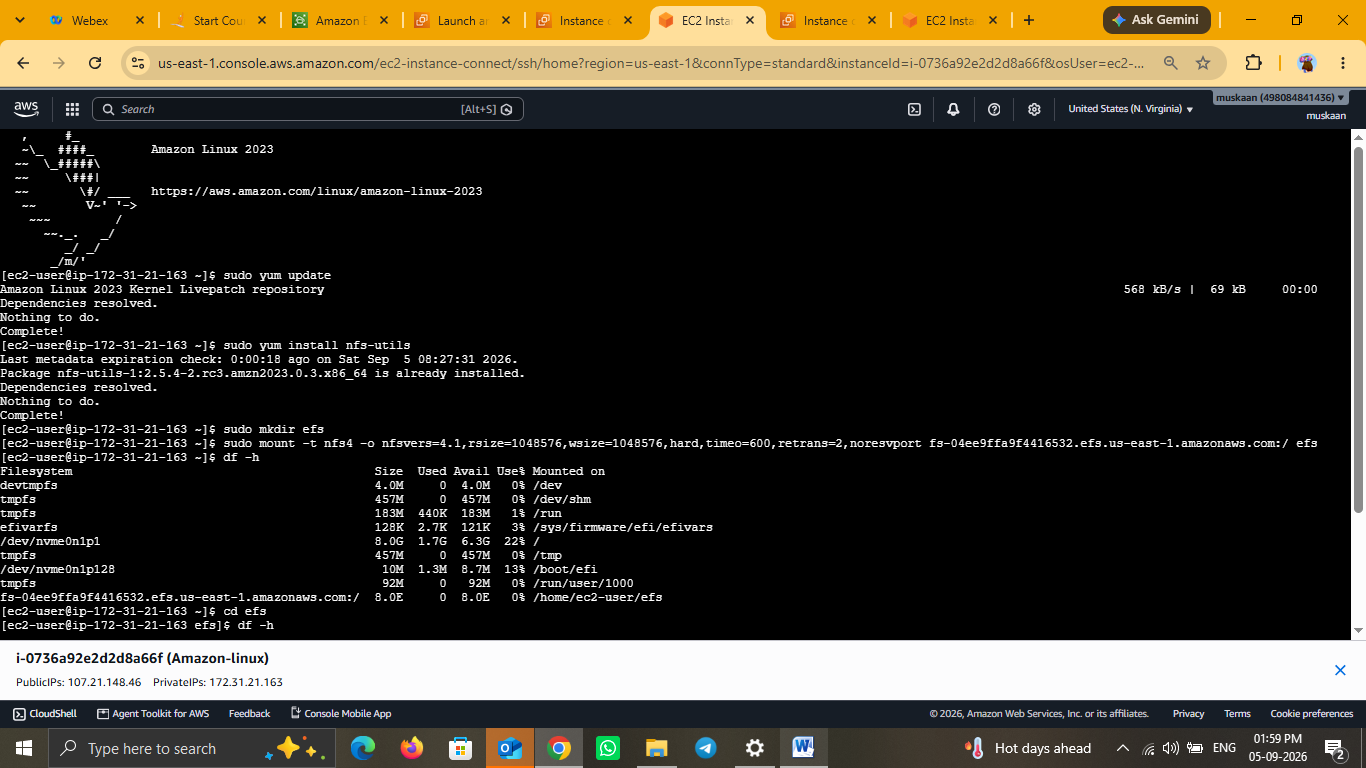 Webex
Start Cou
Amazon E
Launch a
Instance
EC2 Insta
Instance
EC2 Insta
Ask Gemini
us-east-1.console.aws.amazon.com/ec2-instance-connect/ssh/home?region=us-east-1&connType=standard&instanceId=i-0736a92e2d2d8a66f&osUser=ec2-...
aws
Search
[Alt+S]
United States (N. Virginia)
muskaan (498084841436)
muskaan
,     #_
~\_  ####_        Amazon Linux 2023
~~  \_#####\
~~     \###|
~~       \#/ ___   https://aws.amazon.com/linux/amazon-linux-2023
~~       V~' '->
~~~         /
~~._.   _/
_/ _/
_/m/'
[ec2-user@ip-172-31-21-163 ~]$ sudo yum update
Amazon Linux 2023 Kernel Livepatch repository 568 kB/s | 69 kB 00:00
Dependencies resolved.
Nothing to do.
Complete!
[ec2-user@ip-172-31-21-163 ~]$ sudo yum install nfs-utils
Last metadata expiration check: 0:00:18 ago on Sat Sep  5 08:27:31 2026.
Package nfs-utils-1:2.5.4-2.rc3.amzn2023.0.3.x86_64 is already installed.
Dependencies resolved.
Nothing to do.
Complete!
[ec2-user@ip-172-31-21-163 ~]$ sudo mkdir efs
[ec2-user@ip-172-31-21-163 ~]$ sudo mount -t nfs4 -o nfsvers=4.1,rsize=1048576,wsize=1048576,hard,timeo=600,retrans=2,noresvport fs-04ee9ffa9f4416532.efs.us-east-1.amazonaws.com:/ efs
[ec2-user@ip-172-31-21-163 ~]$ df -h
Filesystem Size Used Avail Use% Mounted on
devtmpfs 4.0M 0 4.0M 0% /dev
tmpfs 457M 0 457M 0% /dev/shm
tmpfs 183M 440K 183M 1% /run
efivarfs 128K 2.7K 121K 3% /sys/firmware/efi/efivars
/dev/nvme0n1p1 8.0G 1.7G 6.3G 22% /
tmpfs 457M 0 457M 0% /tmp
/dev/nvme0n1p128 10M 1.3M 8.7M 13% /boot/efi
tmpfs 92M 0 92M 0% /run/user/1000
fs-04ee9ffa9f4416532.efs.us-east-1.amazonaws.com:/ 8.0E 0 8.0E 0% /home/ec2-user/efs
[ec2-user@ip-172-31-21-163 ~]$ cd efs
[ec2-user@ip-172-31-21-163 efs]$ df -h
i-0736a92e2d2d8a66f (Amazon-linux)
PublicIPs: 107.21.148.46 PrivateIPs: 172.31.21.163
CloudShell Agent Toolkit for AWS Feedback Console Mobile App © 2026, Amazon Web Services, Inc. or its affiliates. Privacy Terms Cookie preferences
Type here to search
Hot days ahead
ENG
01:59 PM
05-09-2026
2